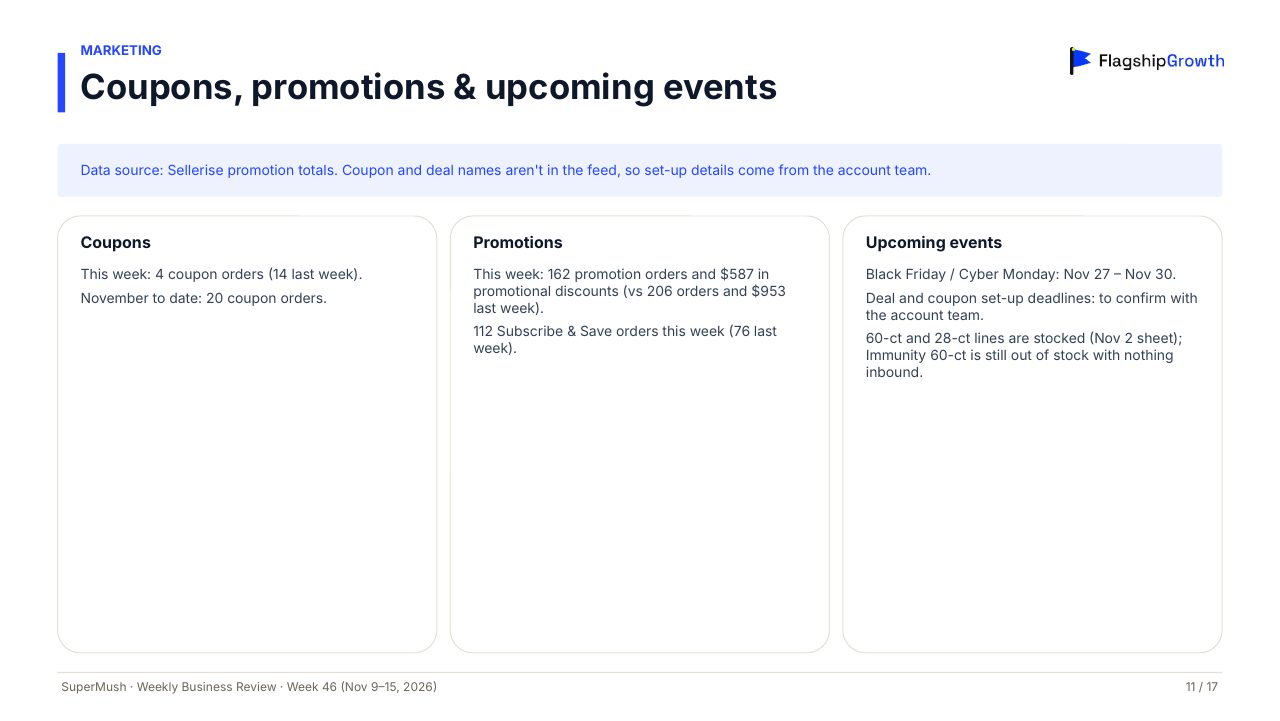 MARKETING
Coupons, promotions & upcoming events
FlagshipGrowth
Data source: Sellerise promotion totals. Coupon and deal names aren't in the feed, so set-up details come from the account team.
Coupons
This week: 4 coupon orders (14 last week).
November to date: 20 coupon orders.
Promotions
This week: 162 promotion orders and $587 in
promotional discounts (vs 206 orders and $953
last week).
112 Subscribe & Save orders this week (76 last
week).
Upcoming events
Black Friday / Cyber Monday: Nov 27 – Nov 30.
Deal and coupon set-up deadlines: to confirm with
the account team.
60-ct and 28-ct lines are stocked (Nov 2 sheet);
Immunity 60-ct is still out of stock with nothing
inbound.
SuperMush · Weekly Business Review · Week 46 (Nov 9–15, 2026)
11 / 17